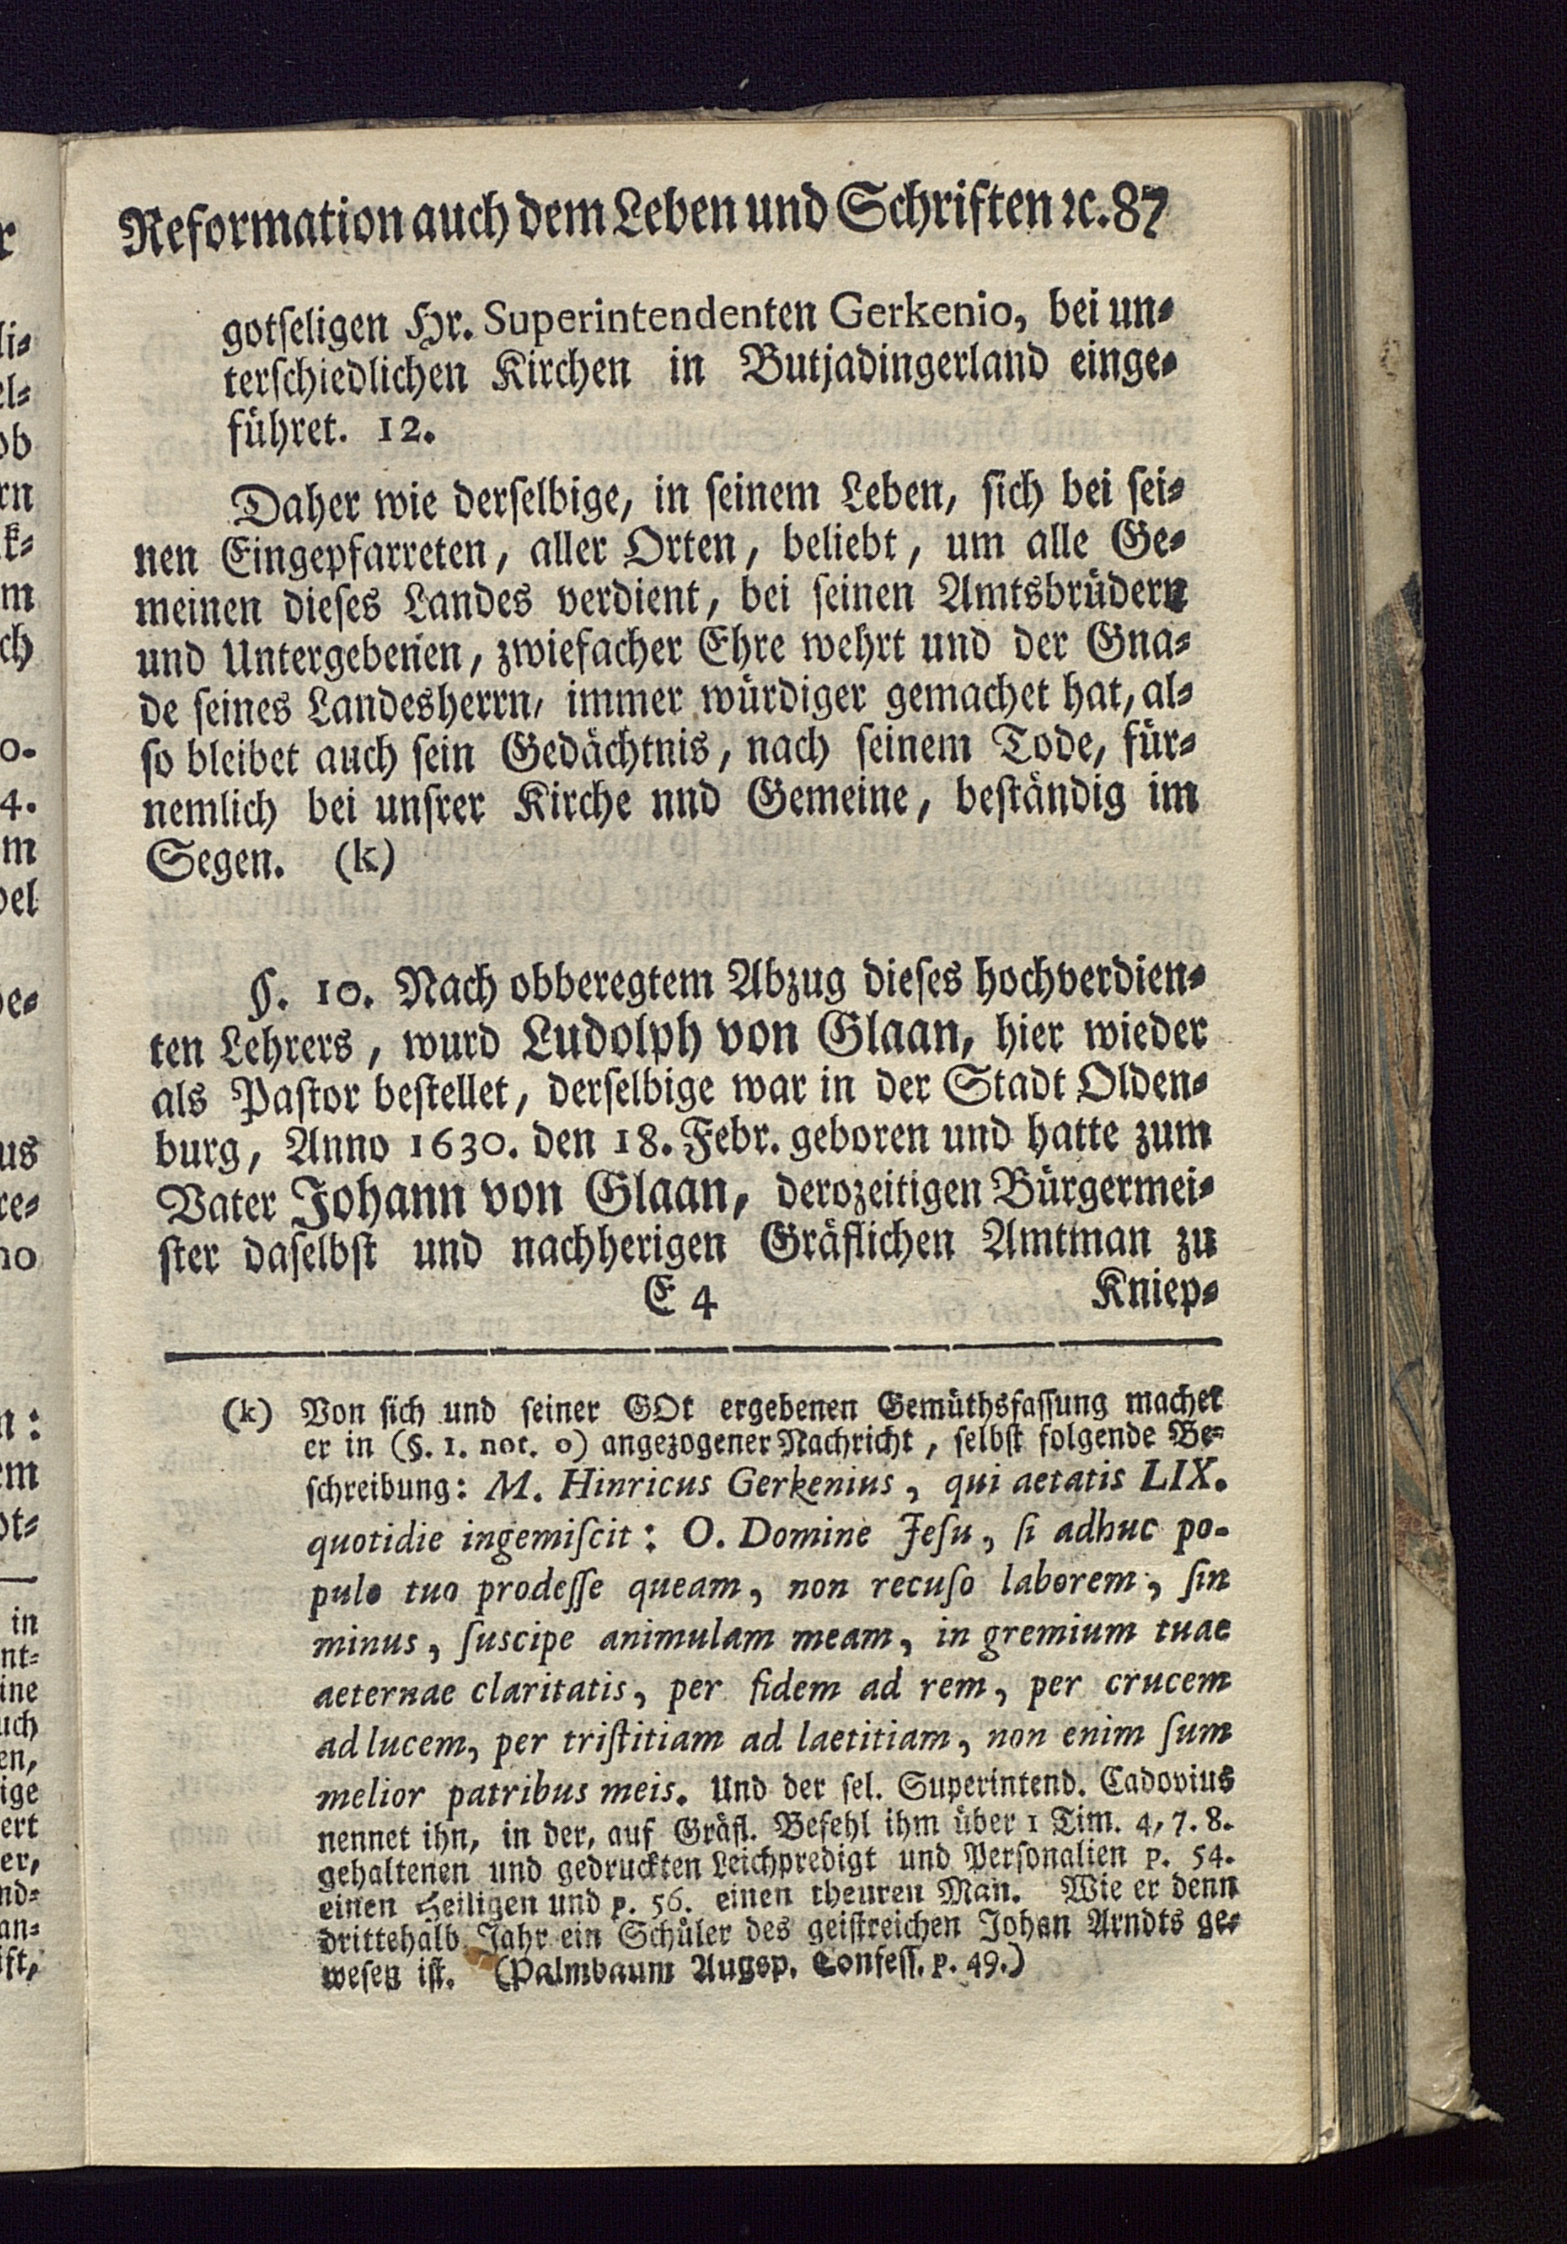 Reformation auch dem Leben und Schriften ꝛc. 87
gotſeligen Hr. Superintendenten Gerkenio, bei un-
terſchiedlichen Kirchen in Butjadingerland einge-
führet. 12.
Daher wie derſelbige, in ſeinem Leben, ſich bei ſei-
nen Eingepfarreten, aller Orten, beliebt, um alle Ge-
meinen dieſes Landes verdient, bei ſeinen Amtsbrüdern
und Untergebenen, zwiefacher Ehre wehrt und der Gna-
de ſeines Landesherrn, immer würdiger gemachet hat, al-
ſo bleibet auch ſein Gedächtnis, nach ſeinem Tode, für-
nemlich bei unſrer Kirche nnd Gemeine, beſtändig im
Segen. (k)
§. 10. Nach obberegtem Abzug dieſes hochverdien-
ten Lehrers, wurd Ludolph von Glaan, hier wieder
als Paſtor beſtellet, derſelbige war in der Stadt Olden-
burg, Anno 1630. den 18. Febr. geboren und hatte zum
Vater Johann von Glaan, derozeitigen Bürgermei-
ſter daſelbſt und nachherigen Gräflichen Amtman zu
E 4 Kniep-
(k) Von ſich und ſeiner GOt ergebenen Gemüthsfaſſung machet
er in (§. 1. not. o) angezogener Nachricht, ſelbſt folgende Be-
ſchreibung: M. Hinricus Gerkenius, qui aetatis LIX.
quotidie ingemiſcit: O. Domine Jeſu, ſi adhuc po-
pulo tuo prodeſſe queam, non recuſo laborem, ſin
minus, ſuscipe animulam meam, in gremium tuae
aeternae claritatis, per fidem ad rem, per crucem
ad lucem, per triſtitiam ad laetitiam, non enim ſum
melior patribus meis. Und der ſel. Superintend. Cadovius
nennet ihn, in der, auf Gräfl. Befehl ihm über 1 Tim. 4, 7. 8.
gehaltenen und gedruckten Leichpredigt und Perſonalien p. 54.
einen Heiligen und p. 56. einen theuren Man. Wie er denn
drittehalb Jahr ein Schüler des geiſtreichen Johan Arndts ge-
weſen iſt. (Palmbaum Augsp. Confeſſ. p. 49.)